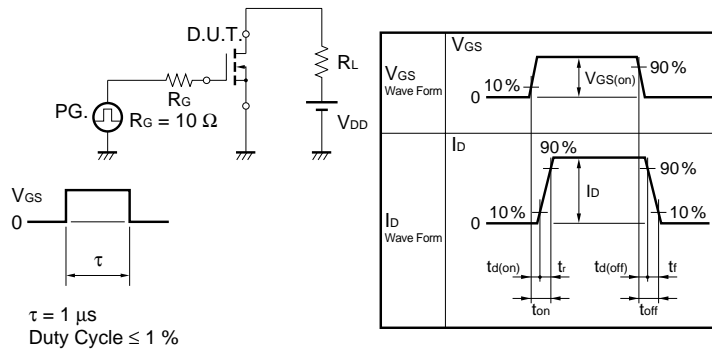 D.U.T.
RL
PG.
RG
RG = 10 Ω
VDD
VGS
0
τ
τ = 1 μs
Duty Cycle ≤ 1 %
VGS
Wave Form
VGS
10 %
VGS(on)
90 %
0
ID
Wave Form
ID
90 %
90 %
10 %
ID
10 %
0
td(on)
tr
td(off)
tf
ton
toff